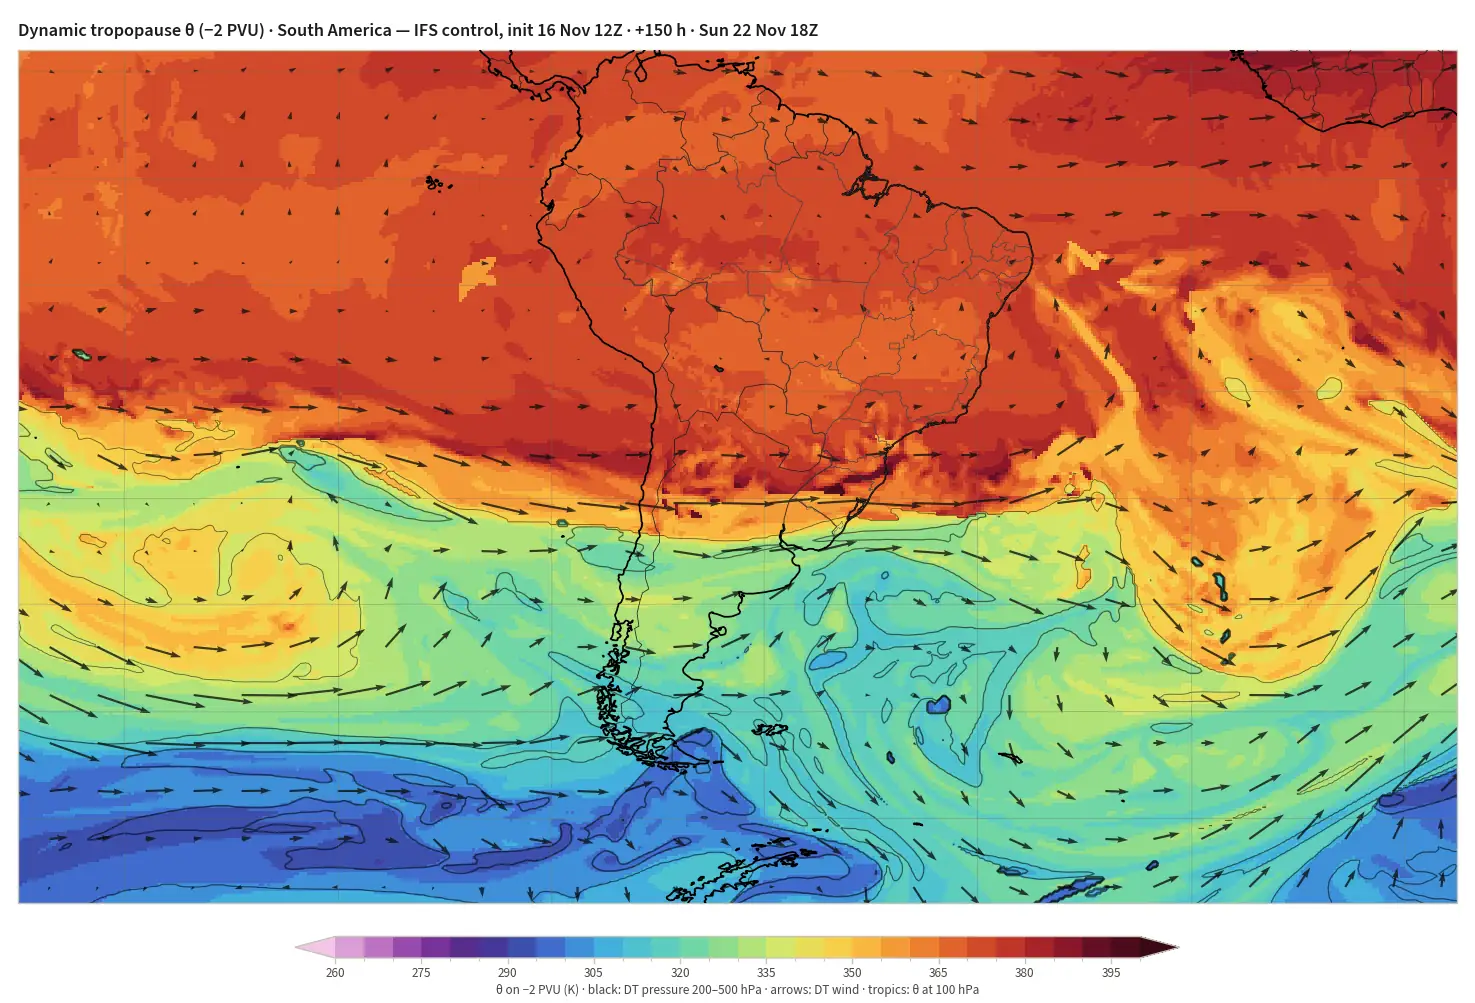 Dynamic tropopause θ (−2 PVU) · South America — IFS control, init 16 Nov 12Z · +150 h · Sun 22 Nov 18Z
260 275 290 305 320 335 350 365 380 395
θ on −2 PVU (K) · black: DT pressure 200–500 hPa · arrows: DT wind · tropics: θ at 100 hPa